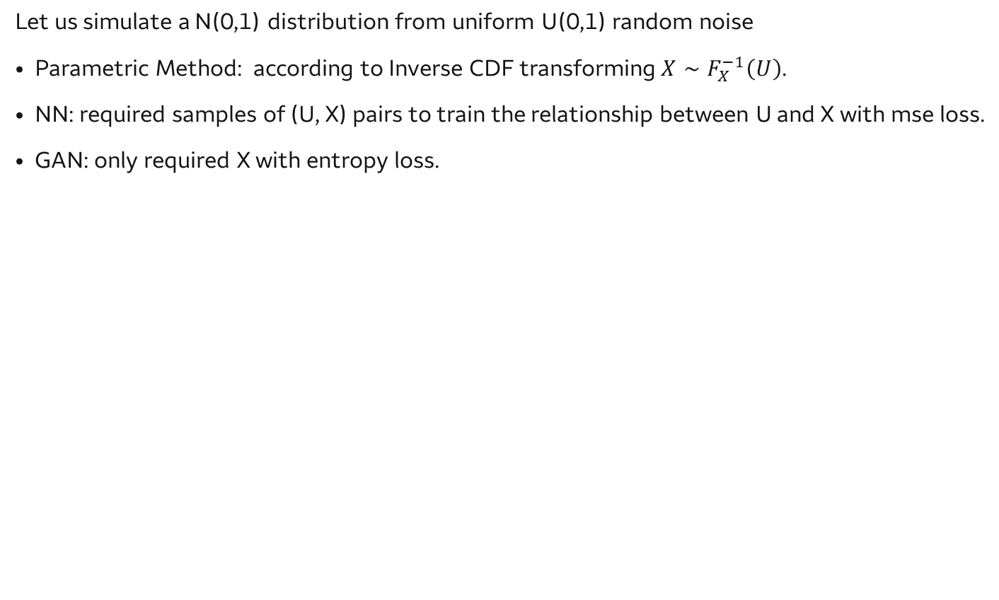 Let us simulate a N(0,1) distribution from uniform U(0,1) random noise
• Parametric Method: according to Inverse CDF transforming $X \sim F_X^{-1}(U)$.
• NN: required samples of (U, X) pairs to train the relationship between U and X with mse loss.
• GAN: only required X with entropy loss.